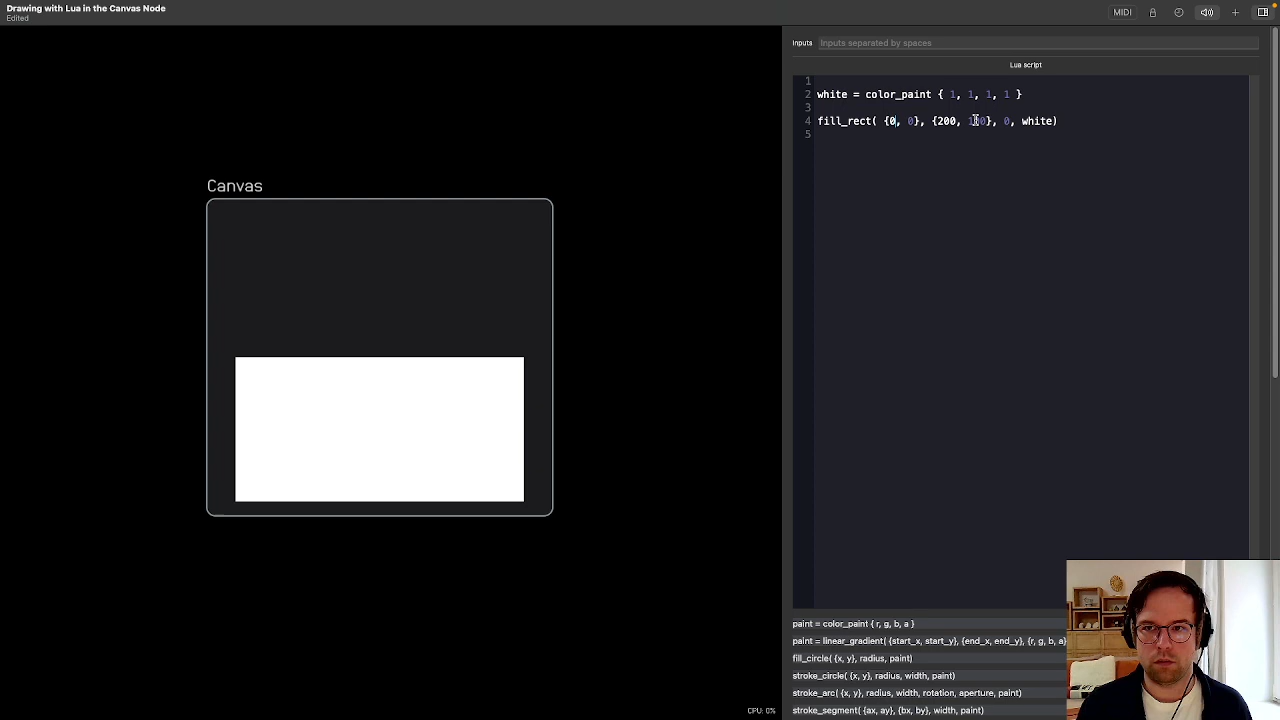 Drawing with Lua in the Canvas Node
Edited
MIDI
Inputs
Inputs separated by spaces
Lua script
1
2 white = color_paint { 1, 1, 1, 1 }
3
4 fill_rect( {0, 0}, {200, 100}, 0, white)
5
Canvas
paint = color_paint { r, g, b, a }
paint = linear_gradient( {start_x, start_y}, {end_x, end_y}, {r, g, b, a}
fill_circle( {x, y}, radius, paint)
stroke_circle( {x, y}, radius, width, paint)
stroke_arc( {x, y}, radius, width, rotation, aperture, paint)
stroke_segment( {ax, ay}, {bx, by}, width, paint)
CPU: 0%